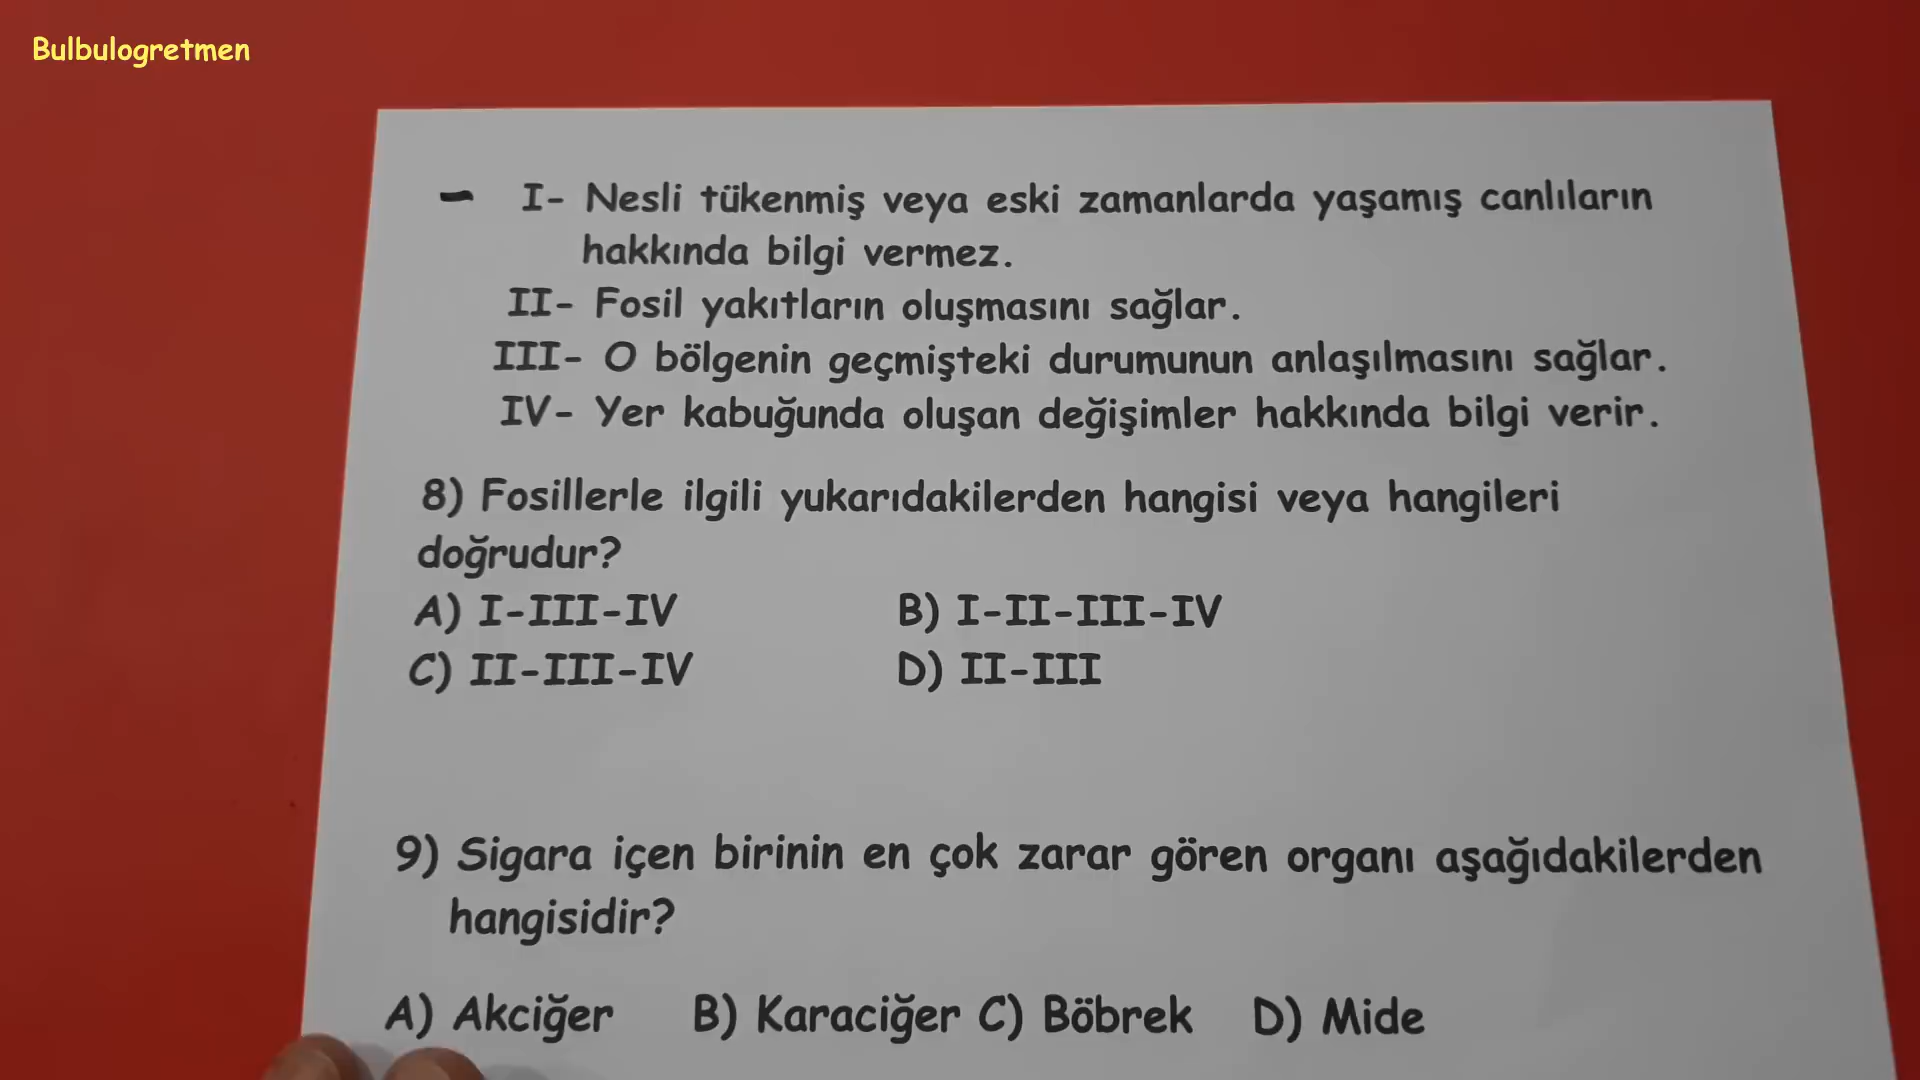 Bulbulogretmen
I- Nesli tükenmiş veya eski zamanlarda yaşamış canlıların
hakkında bilgi vermez.
II- Fosil yakıtların oluşmasını sağlar.
III- O bölgenin geçmişteki durumunun anlaşılmasını sağlar.
IV- Yer kabuğunda oluşan değişimler hakkında bilgi verir.
8) Fosillerle ilgili yukarıdakilerden hangisi veya hangileri
doğrudur?
A) I-III-IV B) I-II-III-IV
C) II-III-IV D) II-III
9) Sigara içen birinin en çok zarar gören organı aşağıdakilerden
hangisidir?
A) Akciğer B) Karaciğer C) Böbrek D) Mide